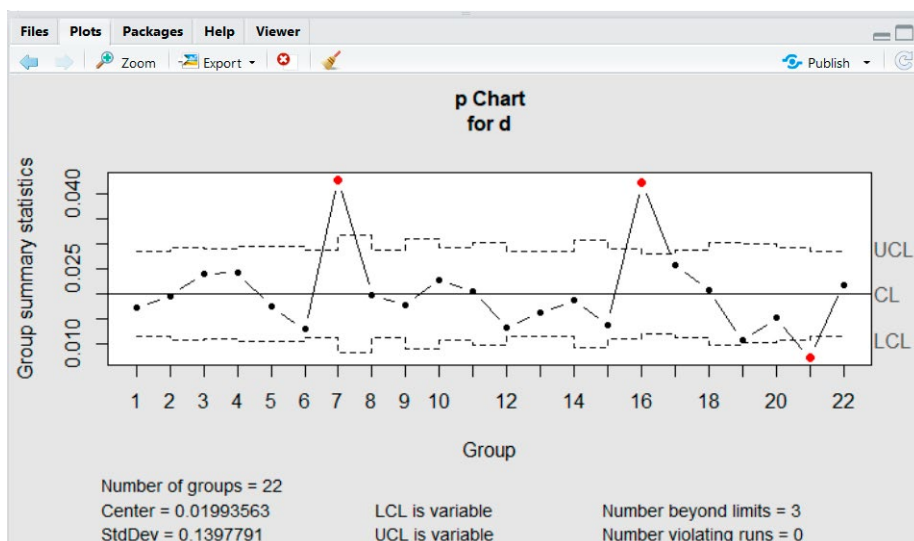 Files Plots Packages Help Viewer
Zoom Export Publish
p Chart
for d
Group summary statistics
0.040
0.025
0.010
UCL
CL
LCL
1 2 3 4 5 6 7 8 9 10 12 14 16 18 20 22
Group
Number of groups = 22
Center = 0.01993563 LCL is variable Number beyond limits = 3
StdDev = 0.1397791 UCL is variable Number violating runs = 0